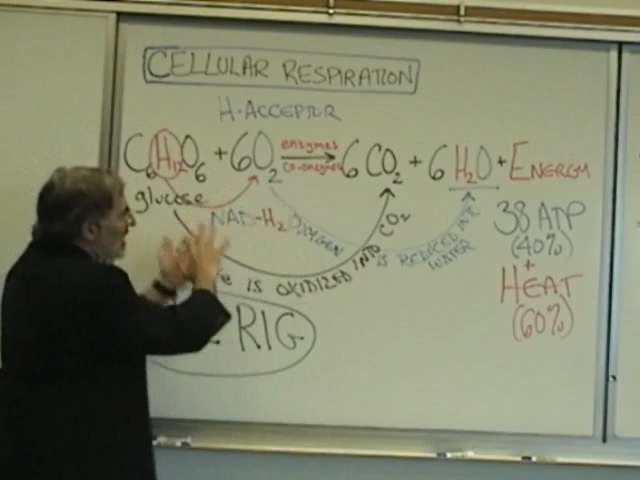 CELLULAR RESPIRATION
H-ACCEPTOR
C6H12O6 + 6O2 enzymes co-enzymes → 6CO2 + 6H2O + ENERGY
glucose
NAD-H2
38 ATP
(40%)
+
HEAT
(60%)
OXYGEN IS REDUCED INTO WATER
IS OXIDIZED INTO CO2
RIG